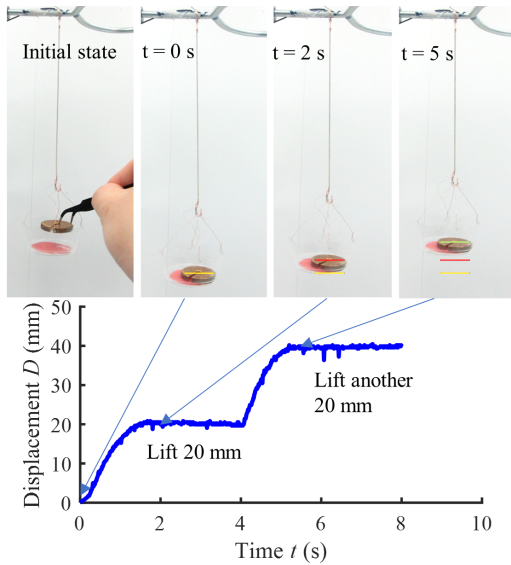 Initial state
t = 0 s
t = 2 s
t = 5 s
50
40
30
20
10
0
Displacement D (mm)
Lift another
20 mm
Lift 20 mm
0
2
4
6
8
10
Time t (s)